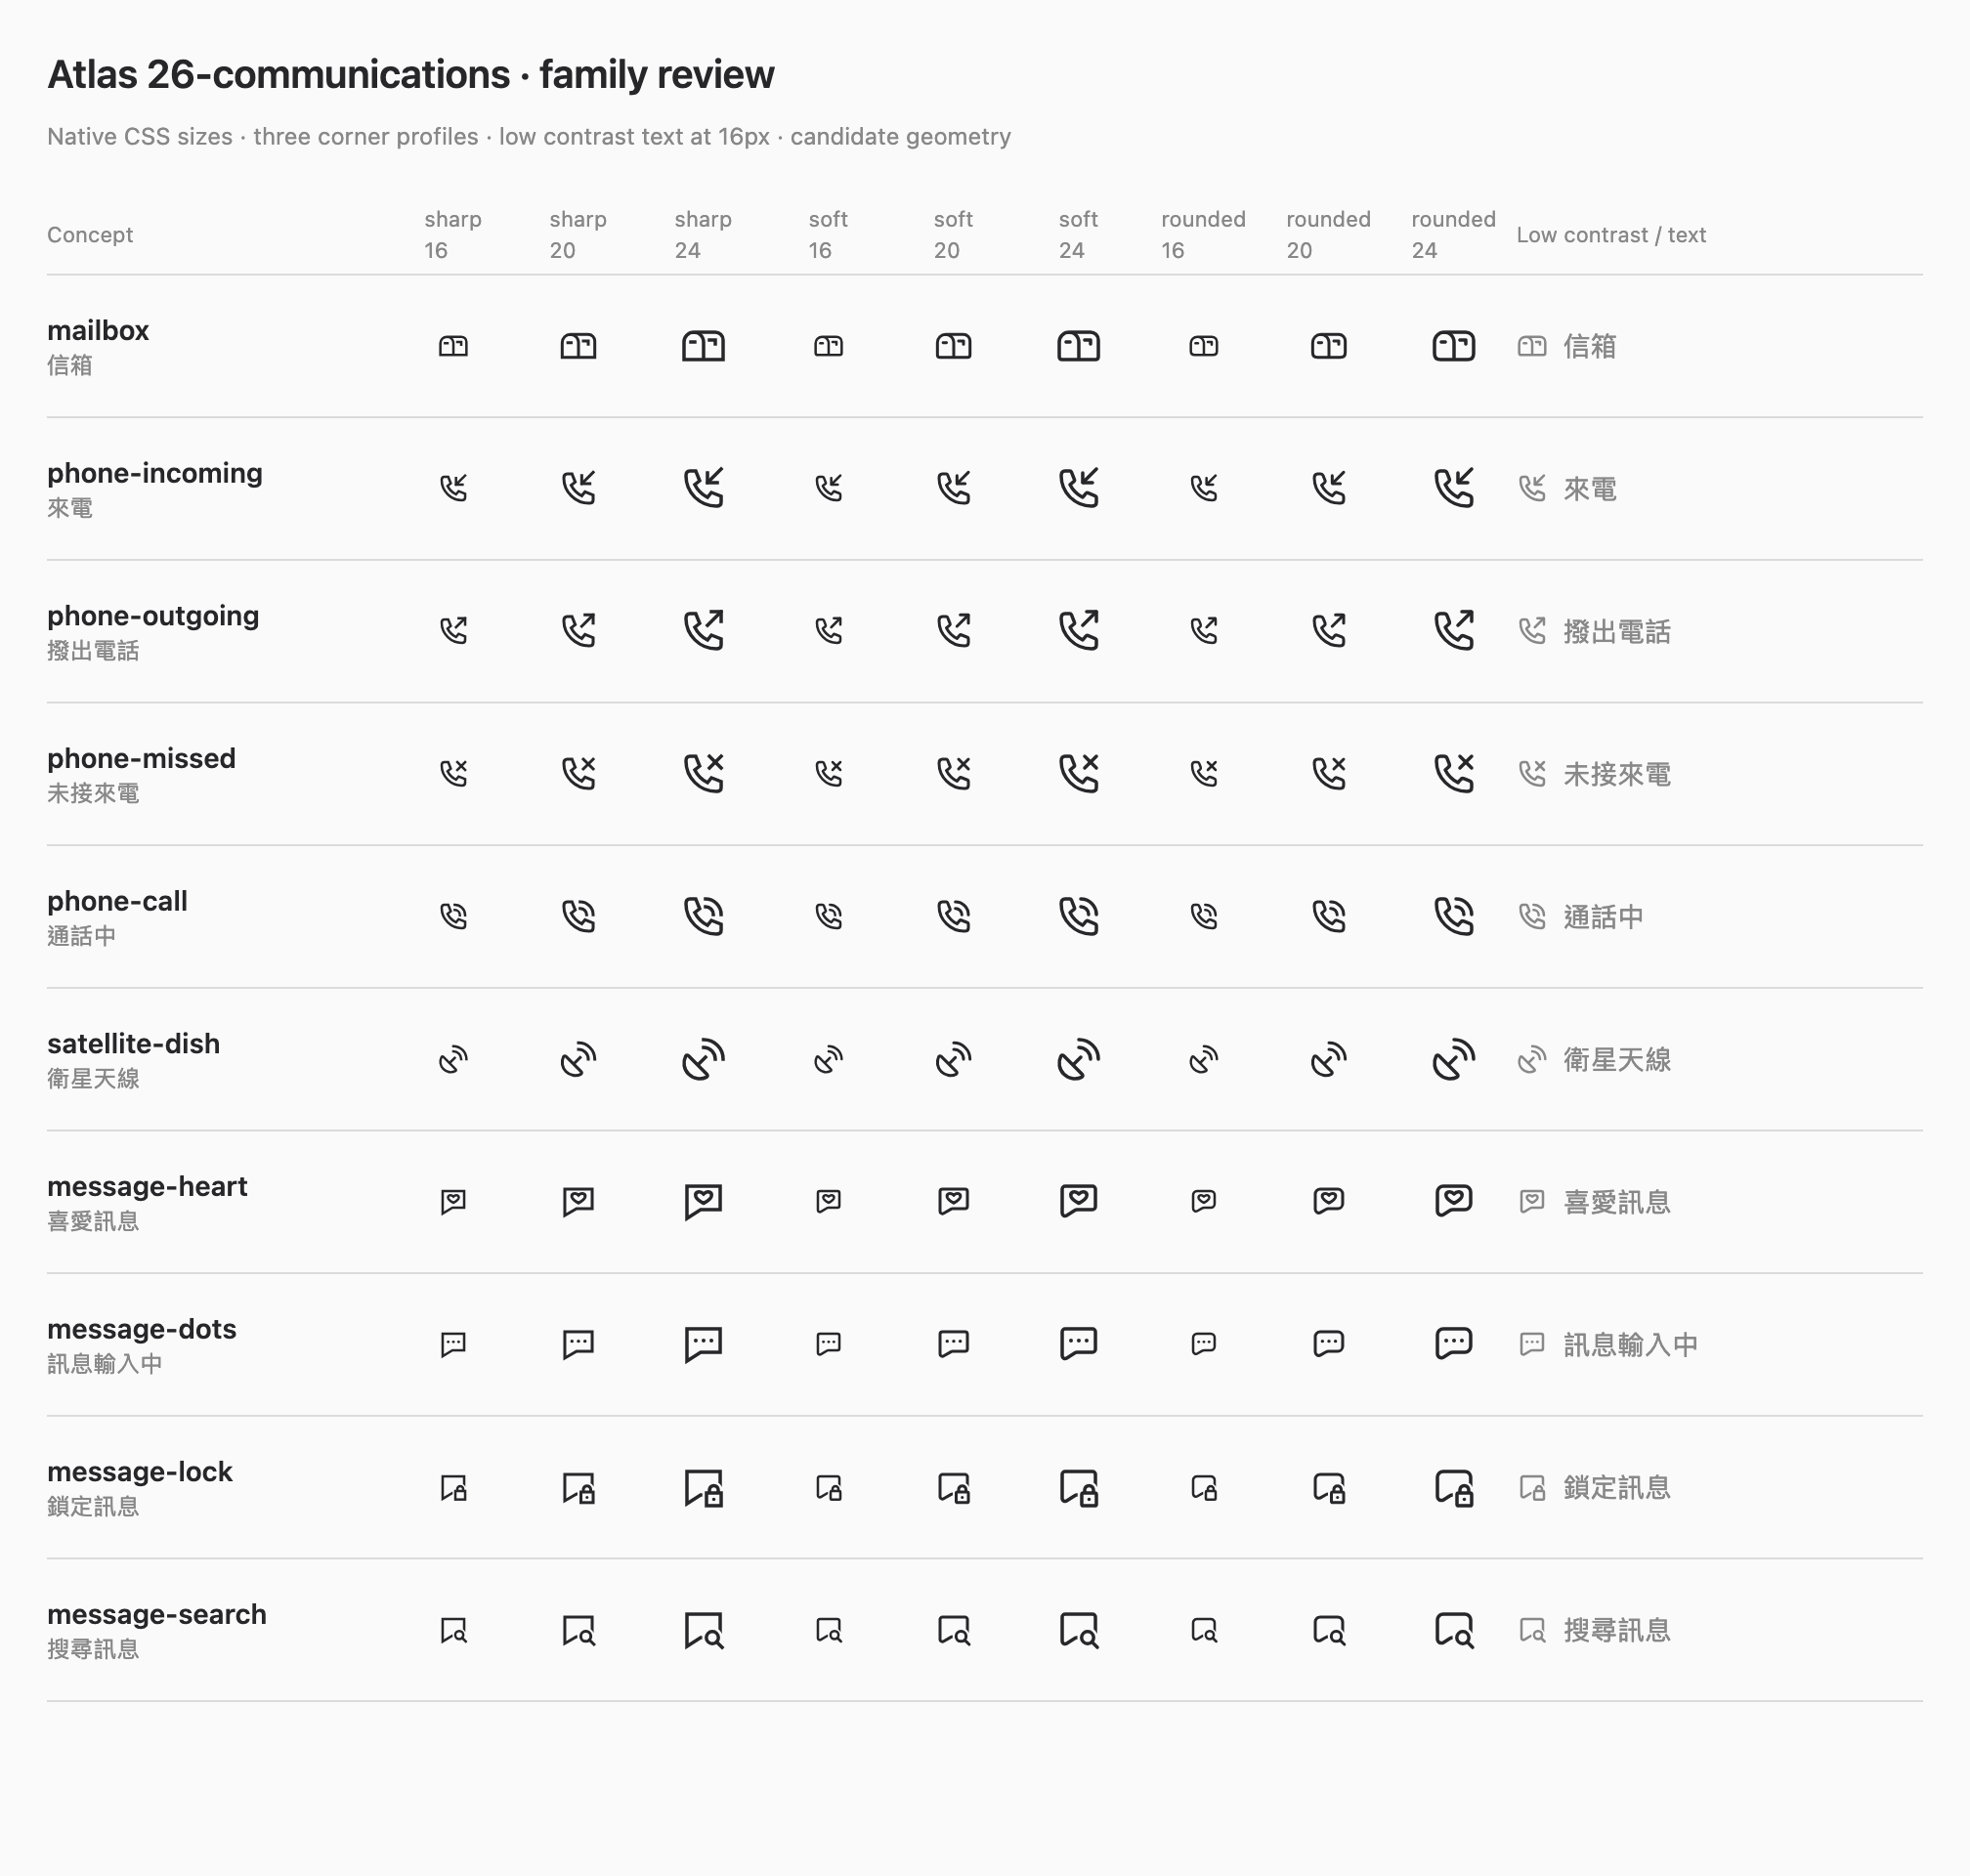 Atlas 26-communications · family review
Native CSS sizes · three corner profiles · low contrast text at 16px · candidate geometry
Concept
sharp 16
sharp 20
sharp 24
soft 16
soft 20
soft 24
rounded 16
rounded 20
rounded 24
Low contrast / text
mailbox
信箱
信箱
phone-incoming
來電
來電
phone-outgoing
撥出電話
撥出電話
phone-missed
未接來電
未接來電
phone-call
通話中
通話中
satellite-dish
衛星天線
衛星天線
message-heart
喜愛訊息
喜愛訊息
message-dots
訊息輸入中
訊息輸入中
message-lock
鎖定訊息
鎖定訊息
message-search
搜尋訊息
搜尋訊息